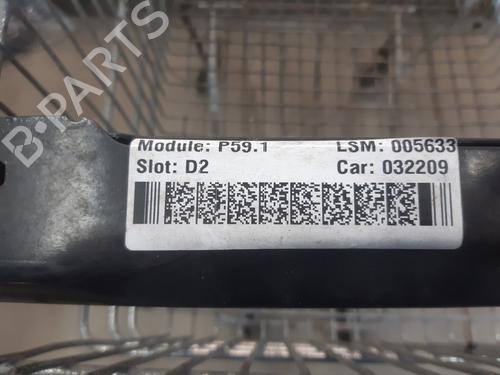 B-PARTS
Module: P59.1 LSM: 005633
Slot: D2 Car: 032209